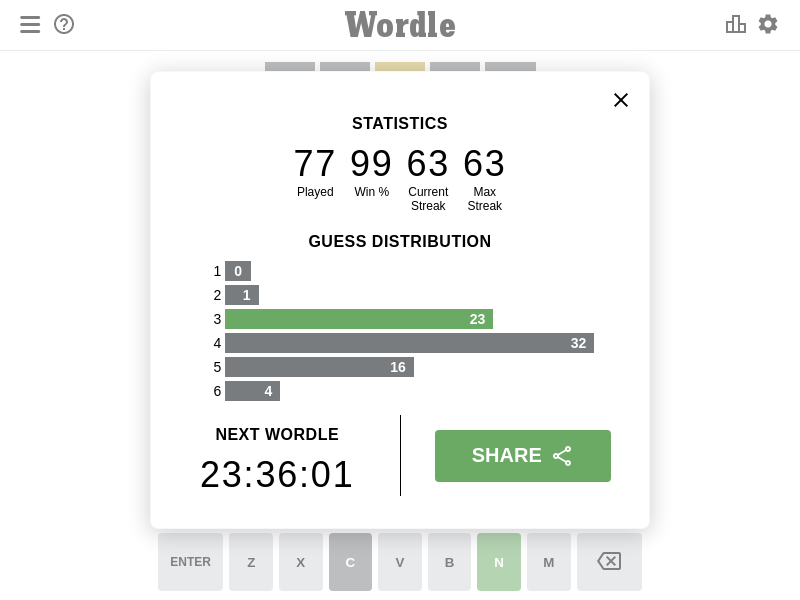 Wordle
STATISTICS
77 99 63 63
Played Win % Current Streak Max Streak
GUESS DISTRIBUTION
1 0
2 1
3 23
4 32
5 16
6 4
NEXT WORDLE
23:36:01
SHARE
ENTER Z X C V B N M